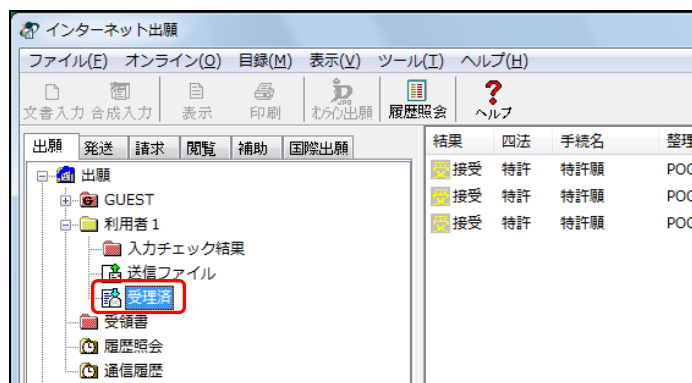 インターネット出願
ファイル(F) オンライン(O) 目録(M) 表示(V) ツール(T) ヘルプ(H)
文書入力 合成入力 表示 印刷 オンライン出願 履歴照会 ヘルプ
出願 発送 請求 閲覧 補助 国際出願
結果 四法 手続名 整理
出願
接受 特許 特許願 POO
GUEST
接受 特許 特許願 POO
利用者1
接受 特許 特許願 POO
入力チェック結果
送信ファイル
受理済
受領書
履歴照会
通信履歴